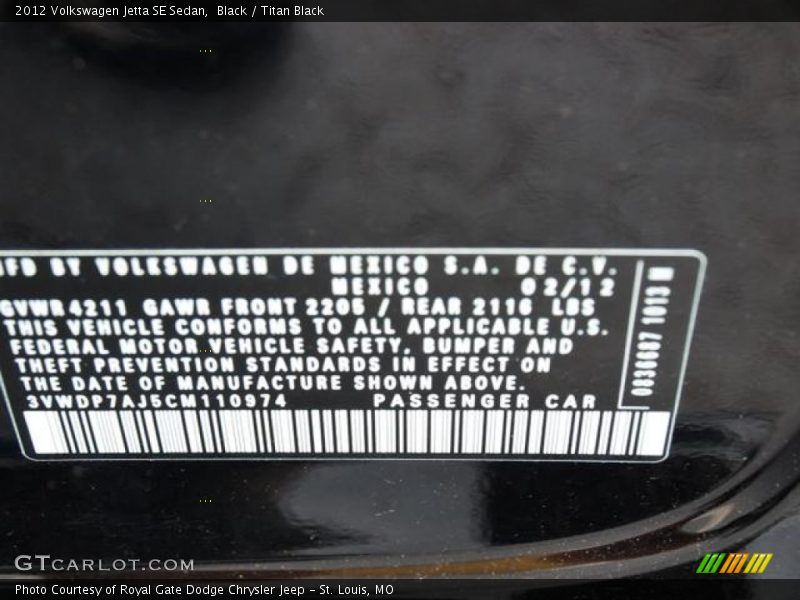 2012 Volkswagen Jetta SE Sedan,  Black / Titan Black
MFD BY VOLKSWAGEN DE MEXICO S.A. DE C.V.
MEXICO 02/12
GVWR 4211 GAWR FRONT 2205 / REAR 2116 LBS
THIS VEHICLE CONFORMS TO ALL APPLICABLE U.S.
FEDERAL MOTOR VEHICLE SAFETY, BUMPER AND
THEFT PREVENTION STANDARDS IN EFFECT ON
THE DATE OF MANUFACTURE SHOWN ABOVE.
3VWDP7AJ5CM110974 PASSENGER CAR
1013
GTCARLOT.COM
Photo Courtesy of Royal Gate Dodge Chrysler Jeep - St. Louis, MO